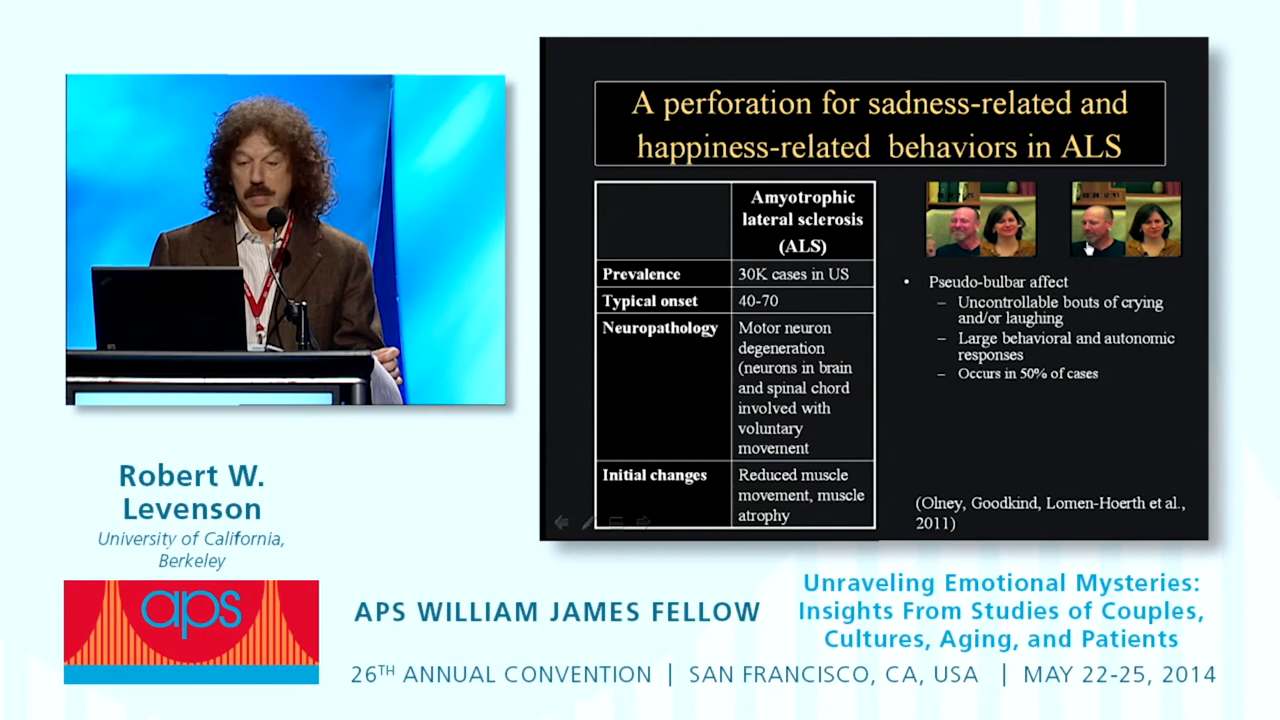 A perforation for sadness-related and
happiness-related behaviors in ALS
Amyotrophic
lateral sclerosis
(ALS)
Prevalence
30K cases in US
Typical onset
40-70
Neuropathology
Motor neuron
degeneration
(neurons in brain
and spinal chord
involved with
voluntary
movement
Initial changes
Reduced muscle
movement, muscle
atrophy
• Pseudo-bulbar affect
– Uncontrollable bouts of crying
and/or laughing
– Large behavioral and autonomic
responses
– Occurs in 50% of cases
(Olney, Goodkind, Lomen-Hoerth et al.,
2011)
Robert W.
Levenson
University of California,
Berkeley
aps
APS WILLIAM JAMES FELLOW
Unraveling Emotional Mysteries:
Insights From Studies of Couples,
Cultures, Aging, and Patients
26TH ANNUAL CONVENTION | SAN FRANCISCO, CA, USA | MAY 22-25, 2014